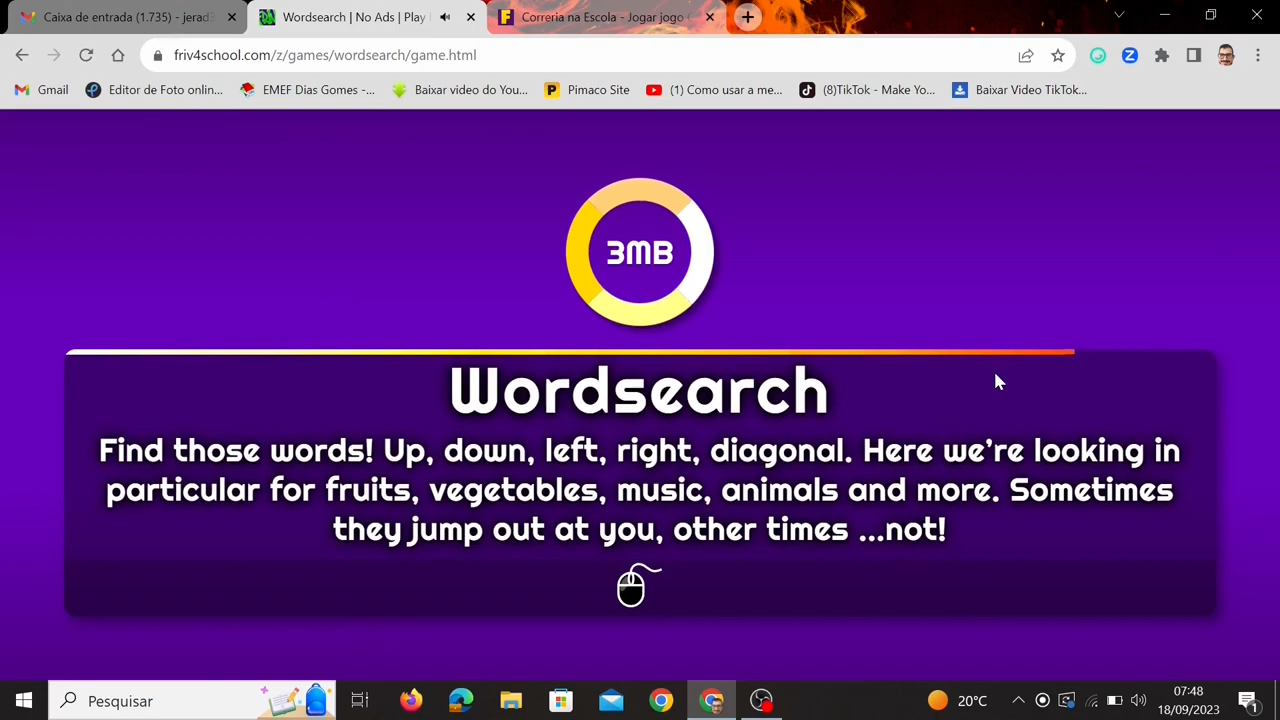 Caixa de entrada (1.735) - jerad3
Wordsearch | No Ads | Play
Correria na Escola - Jogar jogo
friv4school.com/z/games/wordsearch/game.html
Gmail
Editor de Foto onlin...
EMEF Dias Gomes -...
Baixar video do You...
Pimaco Site
(1) Como usar a me...
(8)TikTok - Make Yo...
Baixar Video TikTok...
3MB
Wordsearch
Find those words! Up, down, left, right, diagonal. Here we're looking in
particular for fruits, vegetables, music, animals and more. Sometimes
they jump out at you, other times ...not!
Pesquisar
20°C
07:48
18/09/2023
1